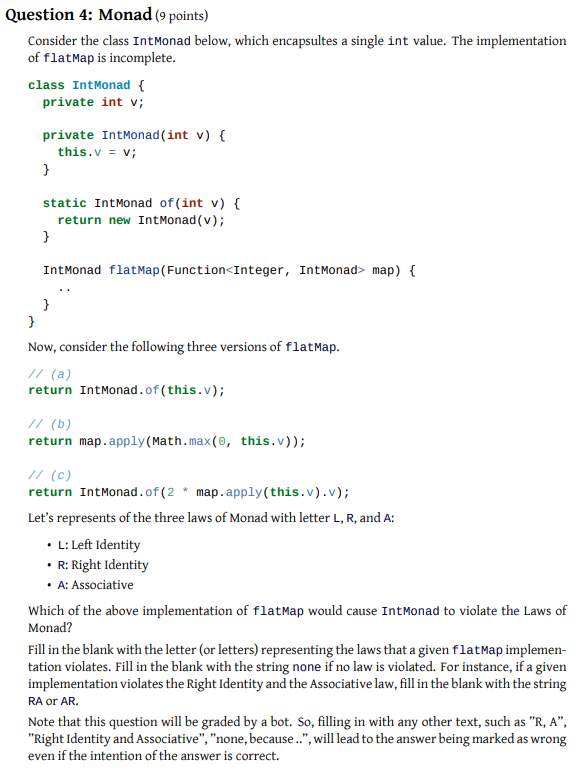 Question 4: Monad (9 points)
Consider the class IntMonad below, which encapsultes a single int value. The implementation
of flatMap is incomplete.
class IntMonad {
  private int v;

  private IntMonad(int v) {
    this.v = v;
  }

  static IntMonad of(int v) {
    return new IntMonad(v);
  }

  IntMonad flatMap(Function<Integer, IntMonad> map) {
    ..
  }
}
Now, consider the following three versions of flatMap.
// (a)
return IntMonad.of(this.v);

// (b)
return map.apply(Math.max(0, this.v));

// (c)
return IntMonad.of(2 * map.apply(this.v).v);
Let's represents of the three laws of Monad with letter L, R, and A:
• L: Left Identity
• R: Right Identity
• A: Associative
Which of the above implementation of flatMap would cause IntMonad to violate the Laws of
Monad?
Fill in the blank with the letter (or letters) representing the laws that a given flatMap implemen-
tation violates. Fill in the blank with the string none if no law is violated. For instance, if a given
implementation violates the Right Identity and the Associative law, fill in the blank with the string
RA or AR.
Note that this question will be graded by a bot. So, filling in with any other text, such as ”R, A”,
”Right Identity and Associative”, ”none, because ..”, will lead to the answer being marked as wrong
even if the intention of the answer is correct.